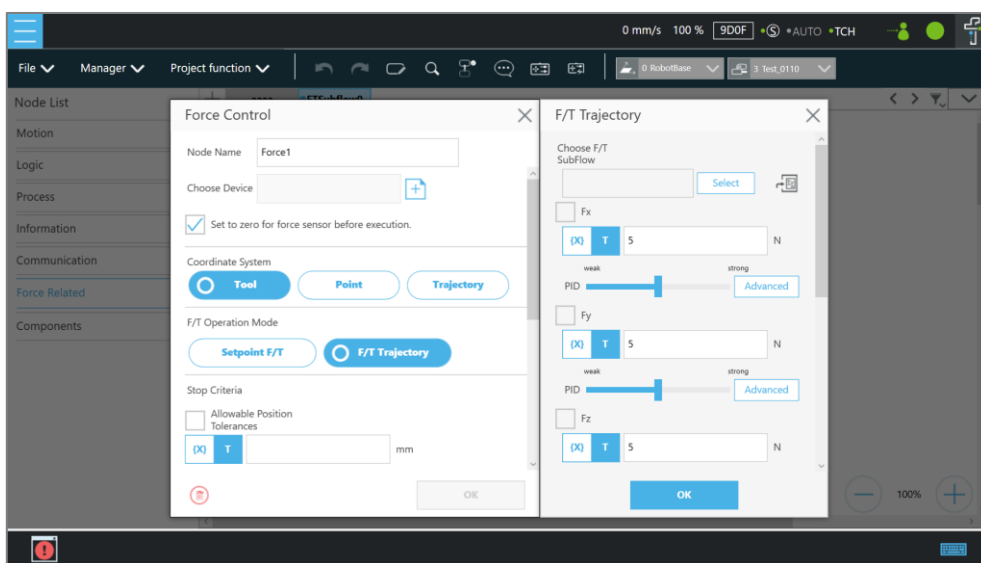 0 mm/s 100 % 9D0F •Ⓢ •AUTO •TCH
File Manager Project function 0 RobotBase 3 Test_0110
Node List
Motion
Logic
Process
Information
Communication
Force Related
Components
Force Control
Node Name Force1
Choose Device
Set to zero for force sensor before execution.
Coordinate System
Tool Point Trajectory
F/T Operation Mode
Setpoint F/T F/T Trajectory
Stop Criteria
Allowable Position
Tolerances
{X} T mm
OK
F/T Trajectory
Choose F/T
SubFlow
Select
Fx
{X} T 5 N
weak strong
PID Advanced
Fy
{X} T 5 N
weak strong
PID Advanced
Fz
{X} T 5 N
OK
100%